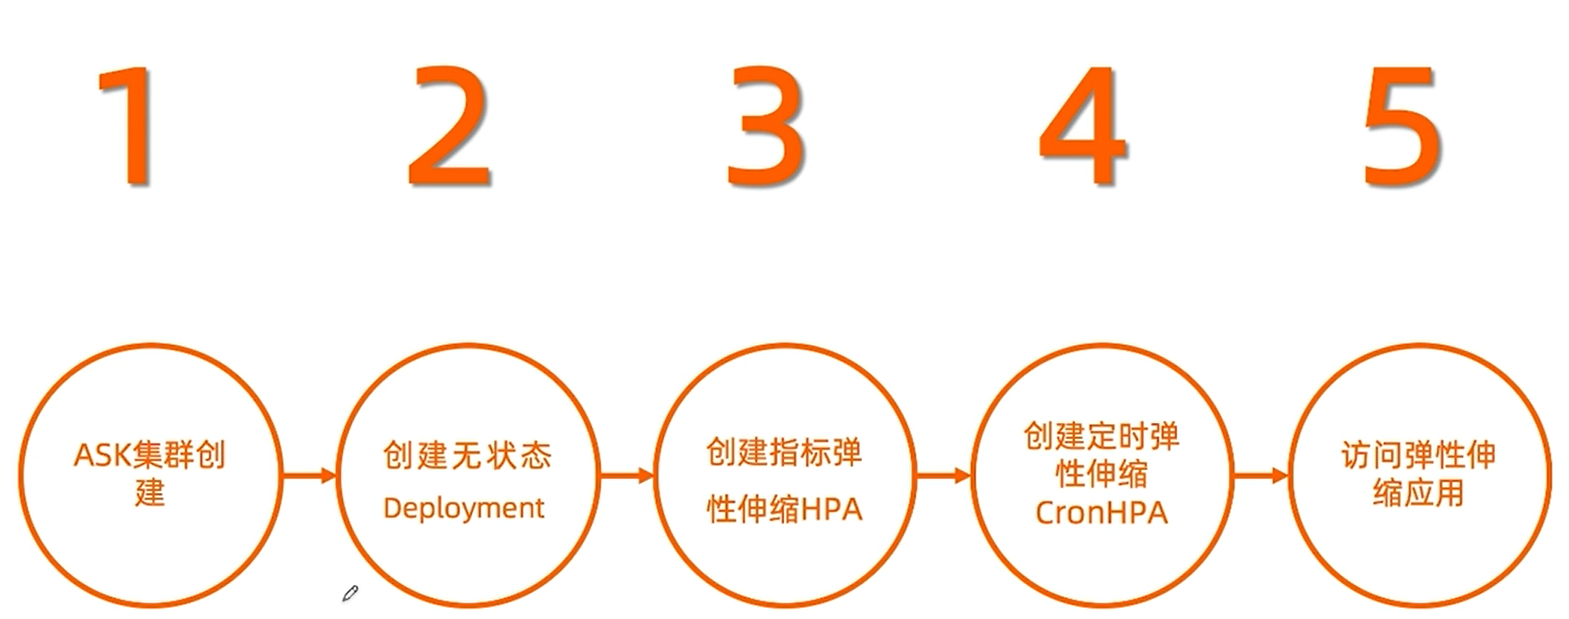 1
2
3
4
5
ASK集群创
建
创建无状态
Deployment
创建指标弹
性伸缩HPA
创建定时弹
性伸缩
CronHPA
访问弹性伸
缩应用